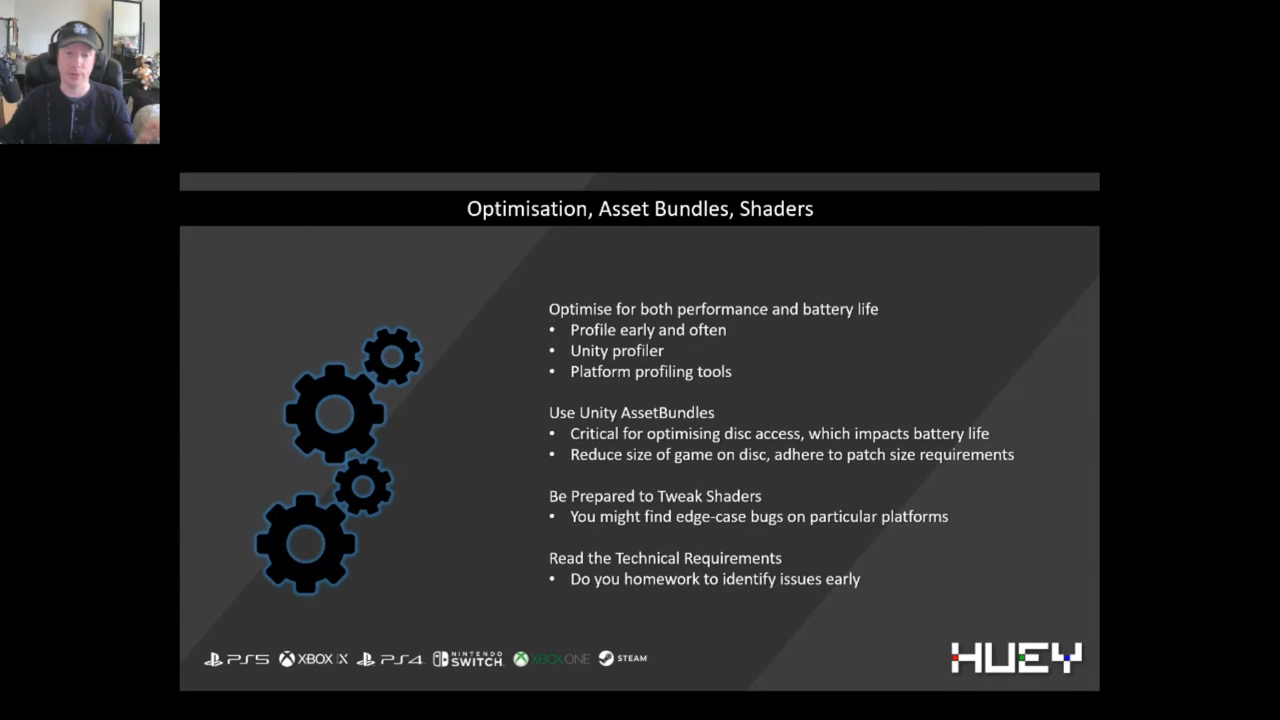 Optimisation, Asset Bundles, Shaders
Optimise for both performance and battery life
• Profile early and often
• Unity profiler
• Platform profiling tools
Use Unity AssetBundles
• Critical for optimising disc access, which impacts battery life
• Reduce size of game on disc, adhere to patch size requirements
Be Prepared to Tweak Shaders
• You might find edge-case bugs on particular platforms
Read the Technical Requirements
• Do you homework to identify issues early
PS5 XBOX PS4 NINTENDO SWITCH XBOX ONE STEAM
HUEY